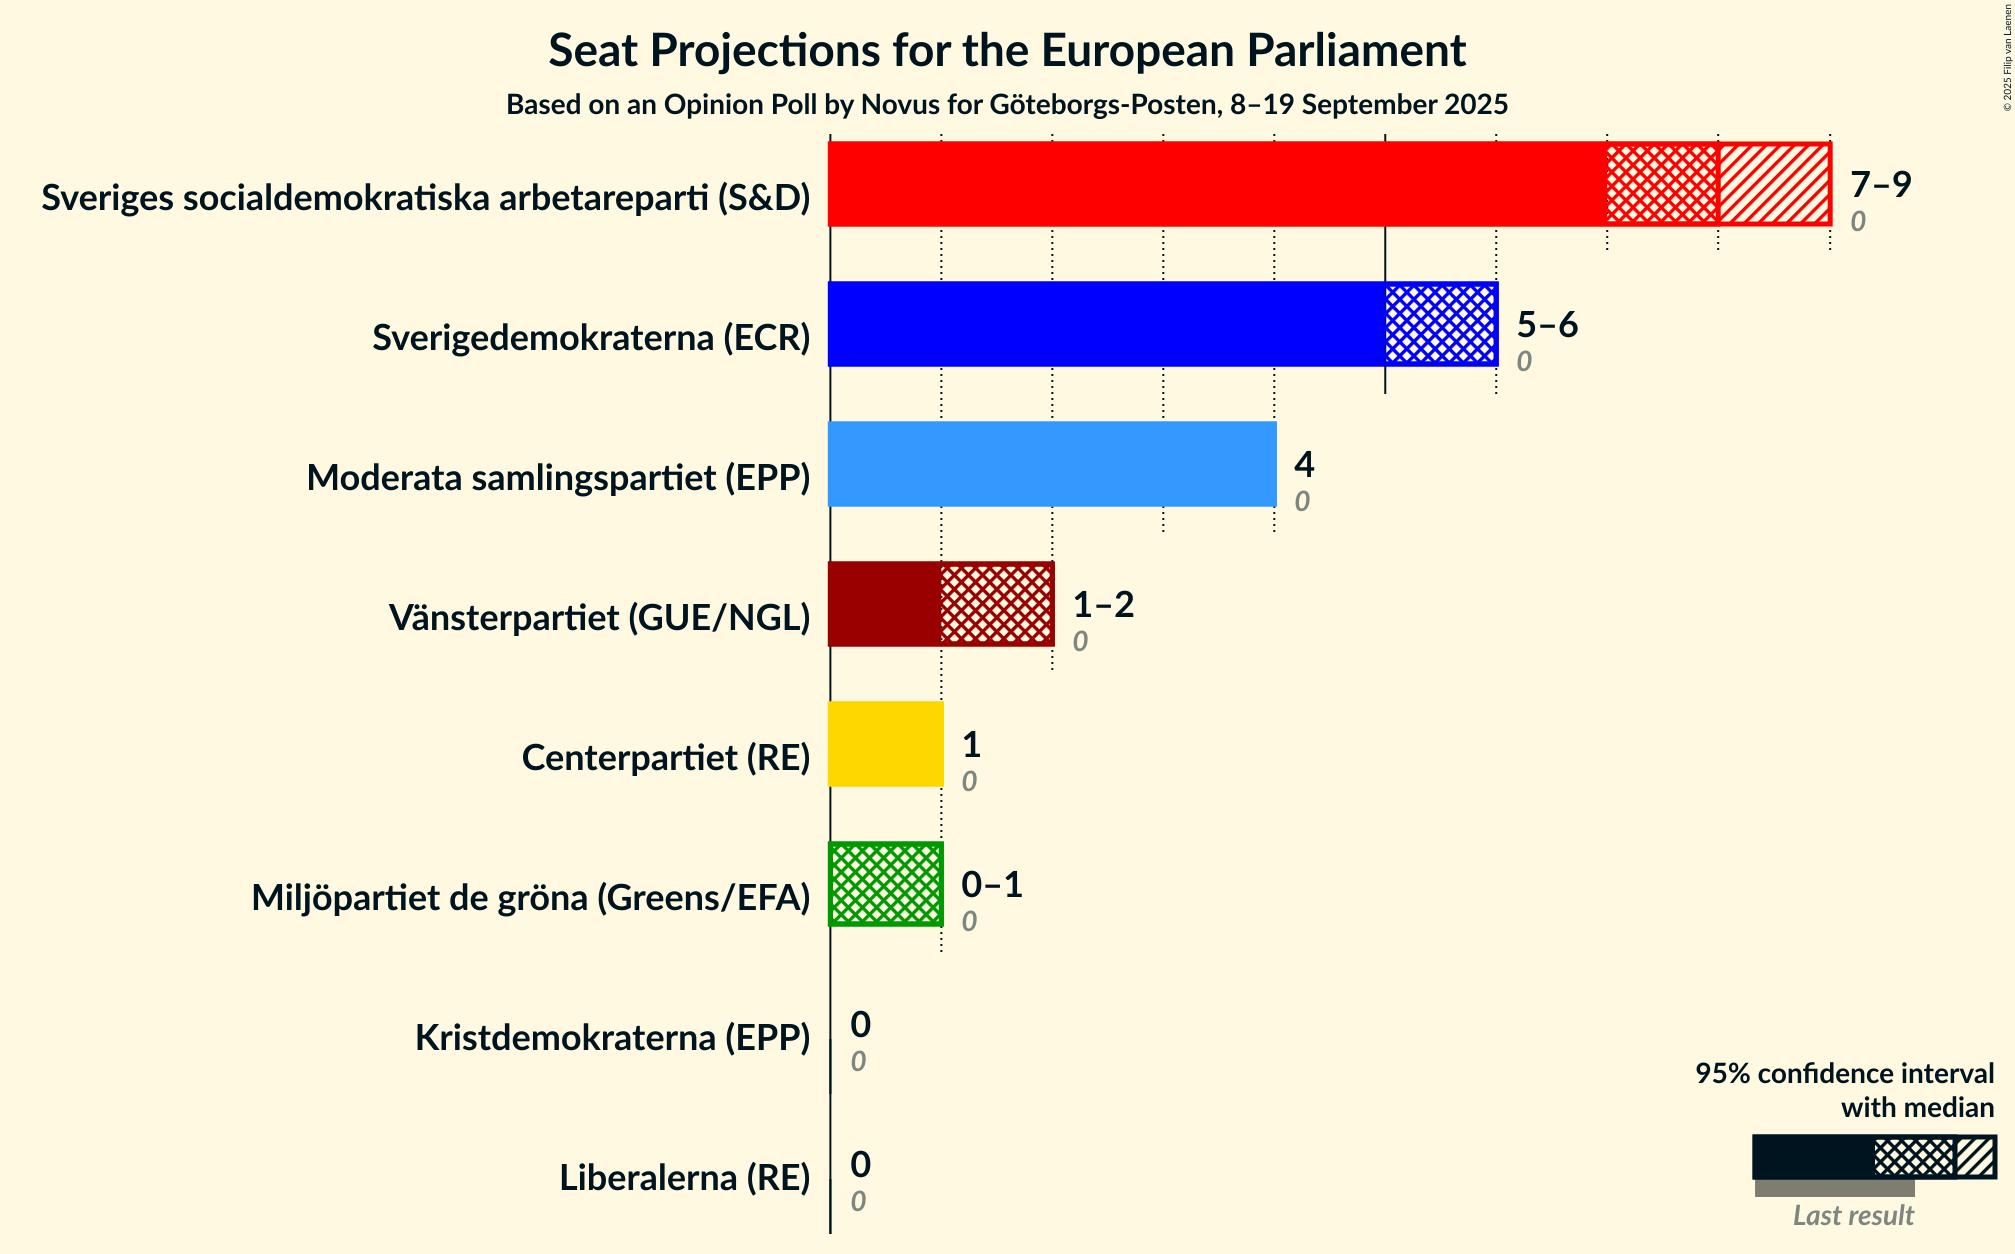 Seat Projections for the European Parliament
Based on an Opinion Poll by Novus for Göteborgs-Posten, 8–19 September 2025
© 2025 Filip van Laenen
Sveriges socialdemokratiska arbetareparti (S&D)
7–9
0
Sverigedemokraterna (ECR)
5–6
0
Moderata samlingspartiet (EPP)
4
0
Vänsterpartiet (GUE/NGL)
1–2
0
Centerpartiet (RE)
1
0
Miljöpartiet de gröna (Greens/EFA)
0–1
0
Kristdemokraterna (EPP)
0
0
Liberalerna (RE)
0
0
95% confidence interval
with median
Last result